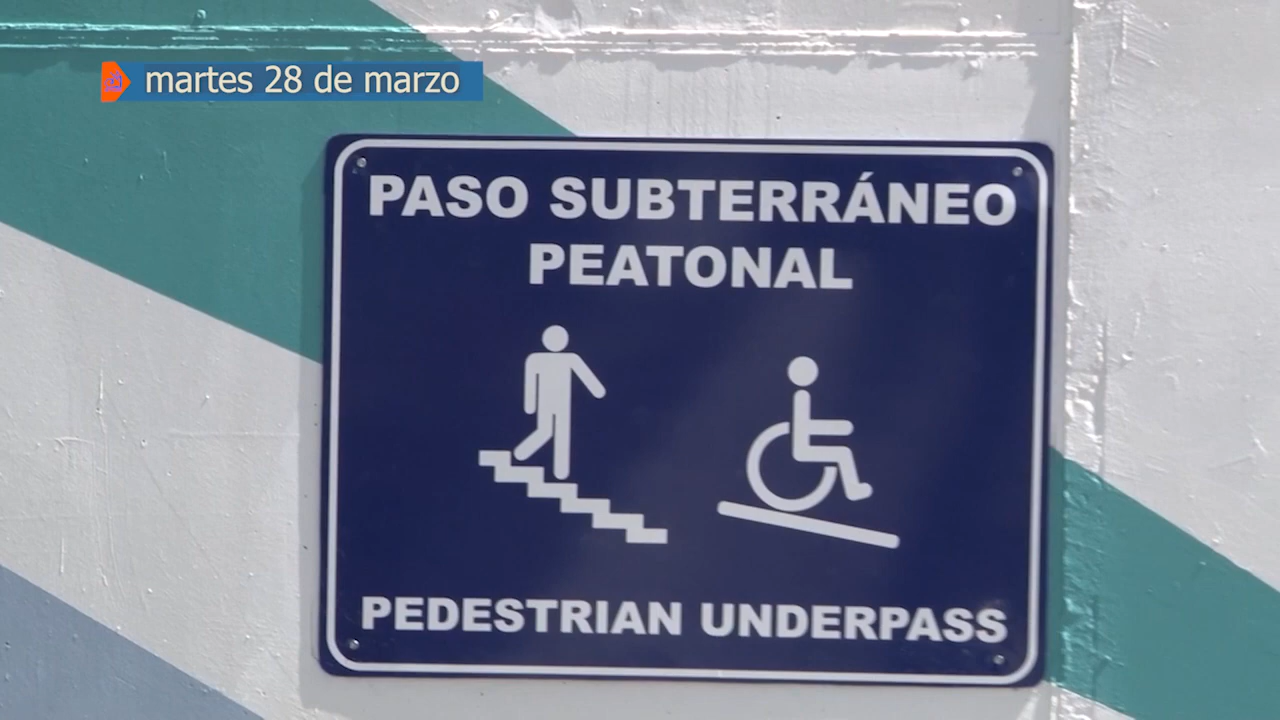 martes 28 de marzo
PASO SUBTERRÁNEO
PEATONAL
PEDESTRIAN UNDERPASS